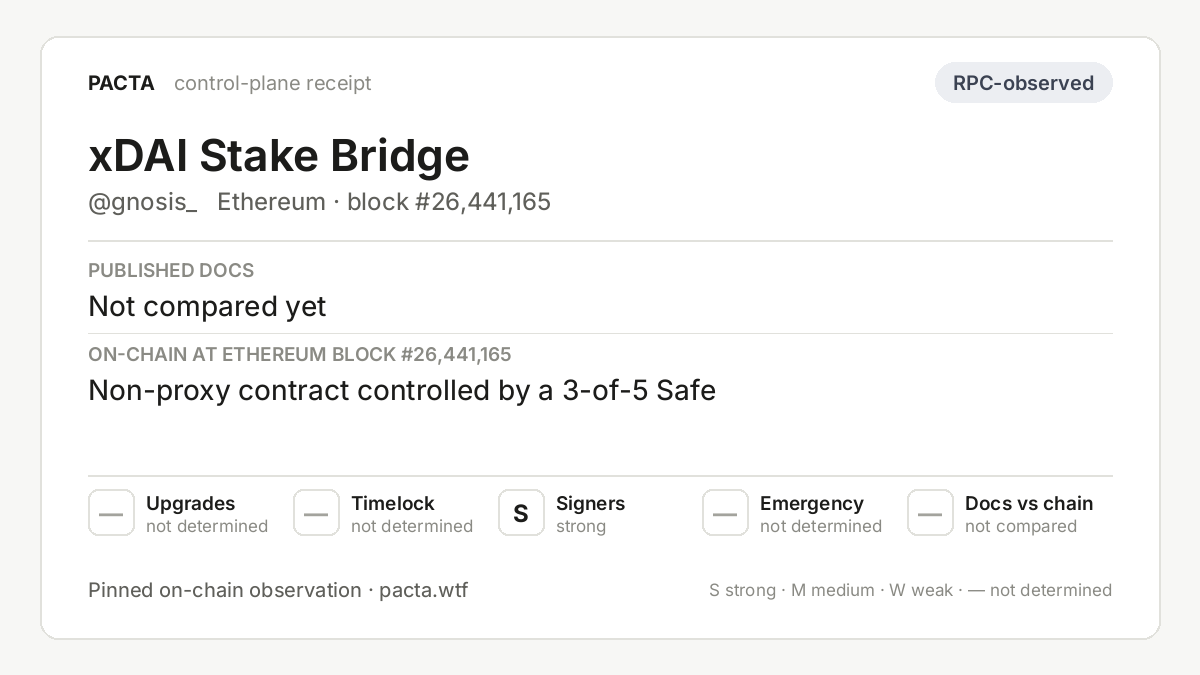 PACTA control-plane receipt RPC-observed
xDAI Stake Bridge
@gnosis_ Ethereum · block #26,441,165
PUBLISHED DOCS
Not compared yet
ON-CHAIN AT ETHEREUM BLOCK #26,441,165
Non-proxy contract controlled by a 3-of-5 Safe
— Upgrades not determined
— Timelock not determined
S Signers strong
— Emergency not determined
— Docs vs chain not compared
Pinned on-chain observation · pacta.wtf
S strong · M medium · W weak · — not determined